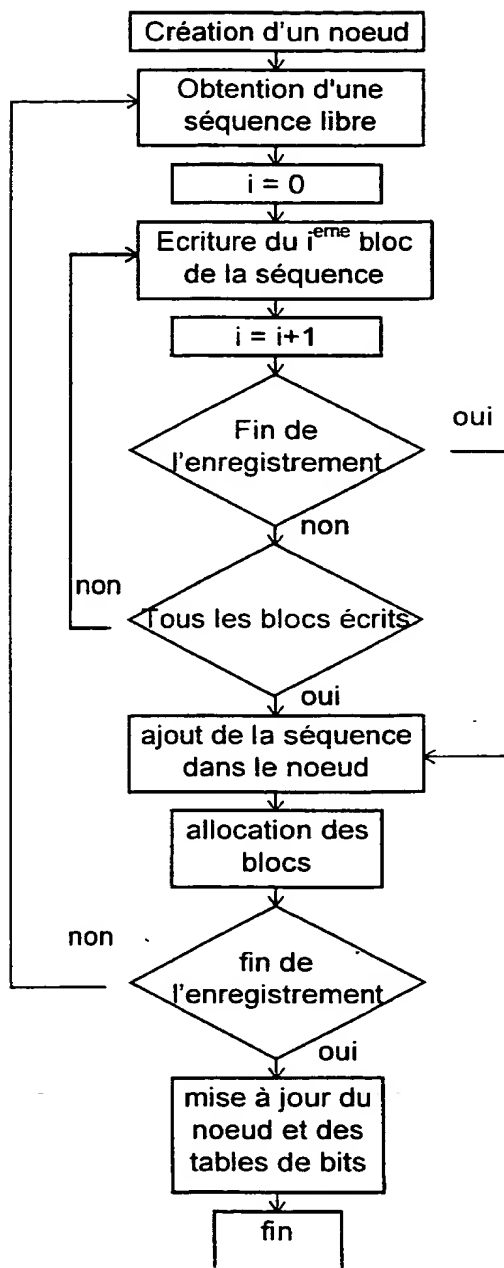 Création d'un noeud
Obtention d'une
séquence libre
i = 0
Ecriture du i^eme bloc
de la séquence
i = i+1
Fin de
l'enregistrement
oui
non
non
Tous les blocs écrits
oui
ajout de la séquence
dans le noeud
allocation des
blocs
non
fin de
l'enregistrement
oui
mise à jour du
noeud et des
tables de bits
fin